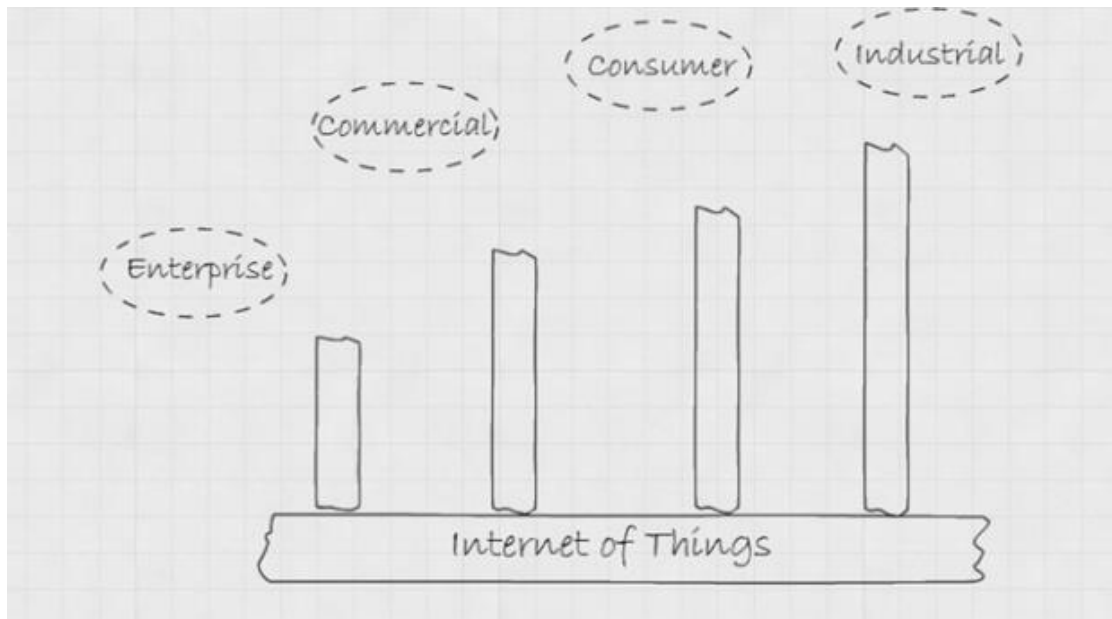 Industrial
Consumer
Commercial
Enterprise
Internet of Things